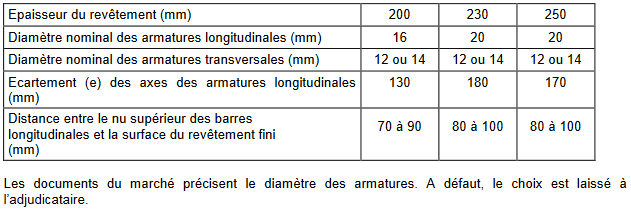 Epaisseur du revêtement (mm) 200 230 250
Diamètre nominal des armatures longitudinales (mm) 16 20 20
Diamètre nominal des armatures transversales (mm) 12 ou 14 12 ou 14 12 ou 14
Ecartement (e) des axes des armatures longitudinales (mm) 130 180 170
Distance entre le nu supérieur des barres
longitudinales et la surface du revêtement fini
(mm) 70 à 90 80 à 100 80 à 100
Les documents du marché précisent le diamètre des armatures. A défaut, le choix est laissé à
l'adjudicataire.